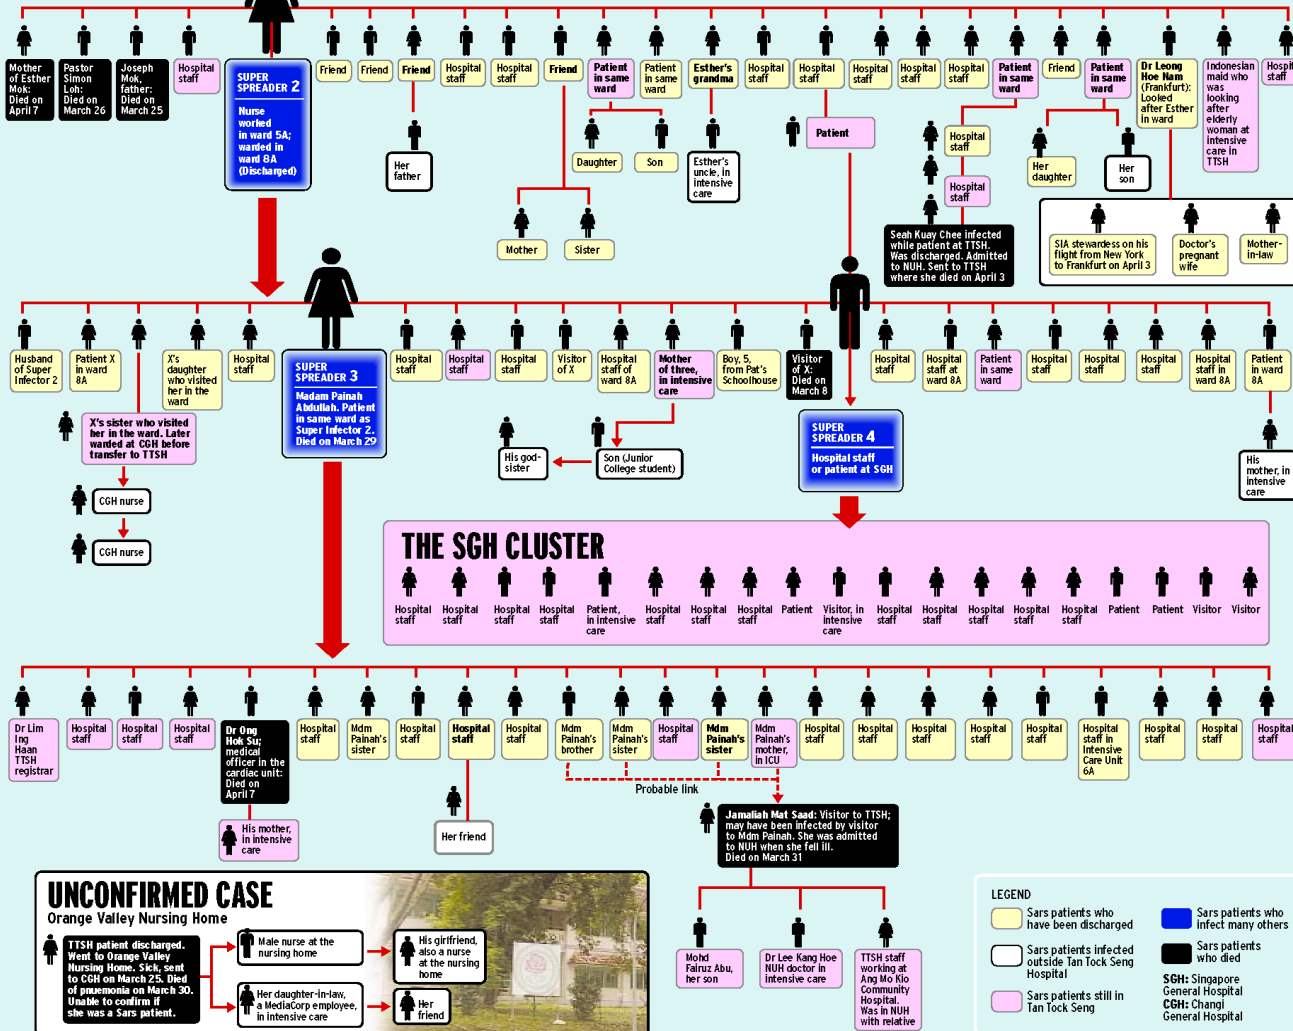 Mother
of Esther
Mok:
Died on
April 7
Pastor
Simon
Loh:
Died on
March 26
Joseph
Mok,
father:
Died on
March 25
Hospital
staff
SUPER
SPREADER 2
Nurse
worked
in ward 5A;
warded in
ward 8A
(Discharged)
Friend
Friend
Friend
Hospital
staff
Hospital
staff
Friend
Patient
in same
ward
Patient
in same
ward
Esther's
grandma
Hospital
staff
Hospital
staff
Hospital
staff
Hospital
staff
Hospital
staff
Patient
in same
ward
Friend
Patient
in same
ward
Dr Leong
Hoe Nam
(Frankfurt):
Looked
after Esther
in ward
Indonesian
maid who
was
looking
after
elderly
woman at
intensive
care in
TTSH
Hospital
staff
Her
father
Mother
Sister
Daughter
Son
Esther's
uncle, in
intensive
care
Patient
Hospital
staff
Hospital
staff
Seah Kuay Chee infected
while patient at TTSH.
Was discharged. Admitted
to NUH. Sent to TTSH
where she died on April 3
Her
daughter
Her
son
SIA stewardess on his
flight from New York
to Frankfurt on April 3
Doctor's
pregnant
wife
Mother-
in-law
Husband
of Super
Infector 2
Patient X
in ward
8A
X's
daughter
who visited
her in the
ward
Hospital
staff
SUPER
SPREADER 3
Madam Painah
Abdullah. Patient
in same ward as
Super Infector 2.
Died on March 29
Hospital
staff
Hospital
staff
Hospital
staff
Visitor
of X
Hospital
staff of
ward 8A
Mother
of three,
in intensive
care
Boy, 5,
from Pat's
Schoolhouse
Visitor
of X:
Died on
March 8
Hospital
staff
Hospital
staff at
ward 8A
Patient
in same
ward
Hospital
staff
Hospital
staff
Hospital
staff
Hospital
staff in
ward 8A
Patient in
ward
8A
X's sister who visited
her in the ward. Later
warded at CGH before
transfer to TTSH
CGH nurse
CGH nurse
His god-
sister
Son (Junior
College student)
SUPER
SPREADER 4
Hospital staff
or patient at SGH
His
mother, in
intensive
care
THE SGH CLUSTER
Hospital
staff
Hospital
staff
Hospital
staff
Hospital
staff
Patient,
in intensive
care
Hospital
staff
Hospital
staff
Hospital
staff
Patient
Visitor, in
intensive
care
Hospital
staff
Hospital
staff
Hospital
staff
Hospital
staff
Hospital
staff
Patient
Patient
Visitor
Visitor
Dr Lim
Ing
Haan
TTSH
registrar
Hospital
staff
Hospital
staff
Hospital
staff
Dr Ong
Hok Su;
medical
officer in the
cardiac unit:
Died on
April 7
Hospital
staff
Mdm
Painah's
sister
Hospital
staff
Hospital
staff
Hospital
staff
Mdm
Painah's
brother
Mdm
Painah's
sister
Hospital
staff
Mdm
Painah's
sister
Mdm
Painah's
mother,
in ICU
Hospital
staff
Hospital
staff
Hospital
staff
Hospital
staff
Hospital
staff
Hospital
staff in
Intensive
Care Unit
6A
Hospital
staff
Hospital
staff
Hospital
staff
His mother,
in intensive
care
Her friend
Probable link
Jamaliah Mat Saad: Visitor to TTSH;
may have been infected by visitor
to Mdm Painah. She was admitted
to NUH when she fell ill.
Died on March 31
Mohd
Fairuz Abu,
her son
Dr Lee Kang Hoe
NUH doctor in
intensive care
TTSH staff
working at
Ang Mo Kio
Community
Hospital.
Was in NUH
with relative
UNCONFIRMED CASE
Orange Valley Nursing Home
TTSH patient discharged.
Went to Orange Valley
Nursing Home. Sick, sent
to CGH on March 25. Died
of pnuemonia on March 30.
Unable to confirm if
she was a Sars patient.
Male nurse at the
nursing home
His girlfriend,
also a nurse
at the nursing
home
Her daughter-in-law,
a MediaCorp employee,
in intensive care
Her
friend
LEGEND
Sars patients who
have been discharged
Sars patients infected
outside Tan Tock Seng
Hospital
Sars patients still in
Tan Tock Seng
Sars patients who
infect many others
Sars patients
who died
SGH: Singapore
General Hospital
CGH: Changi
General Hospital